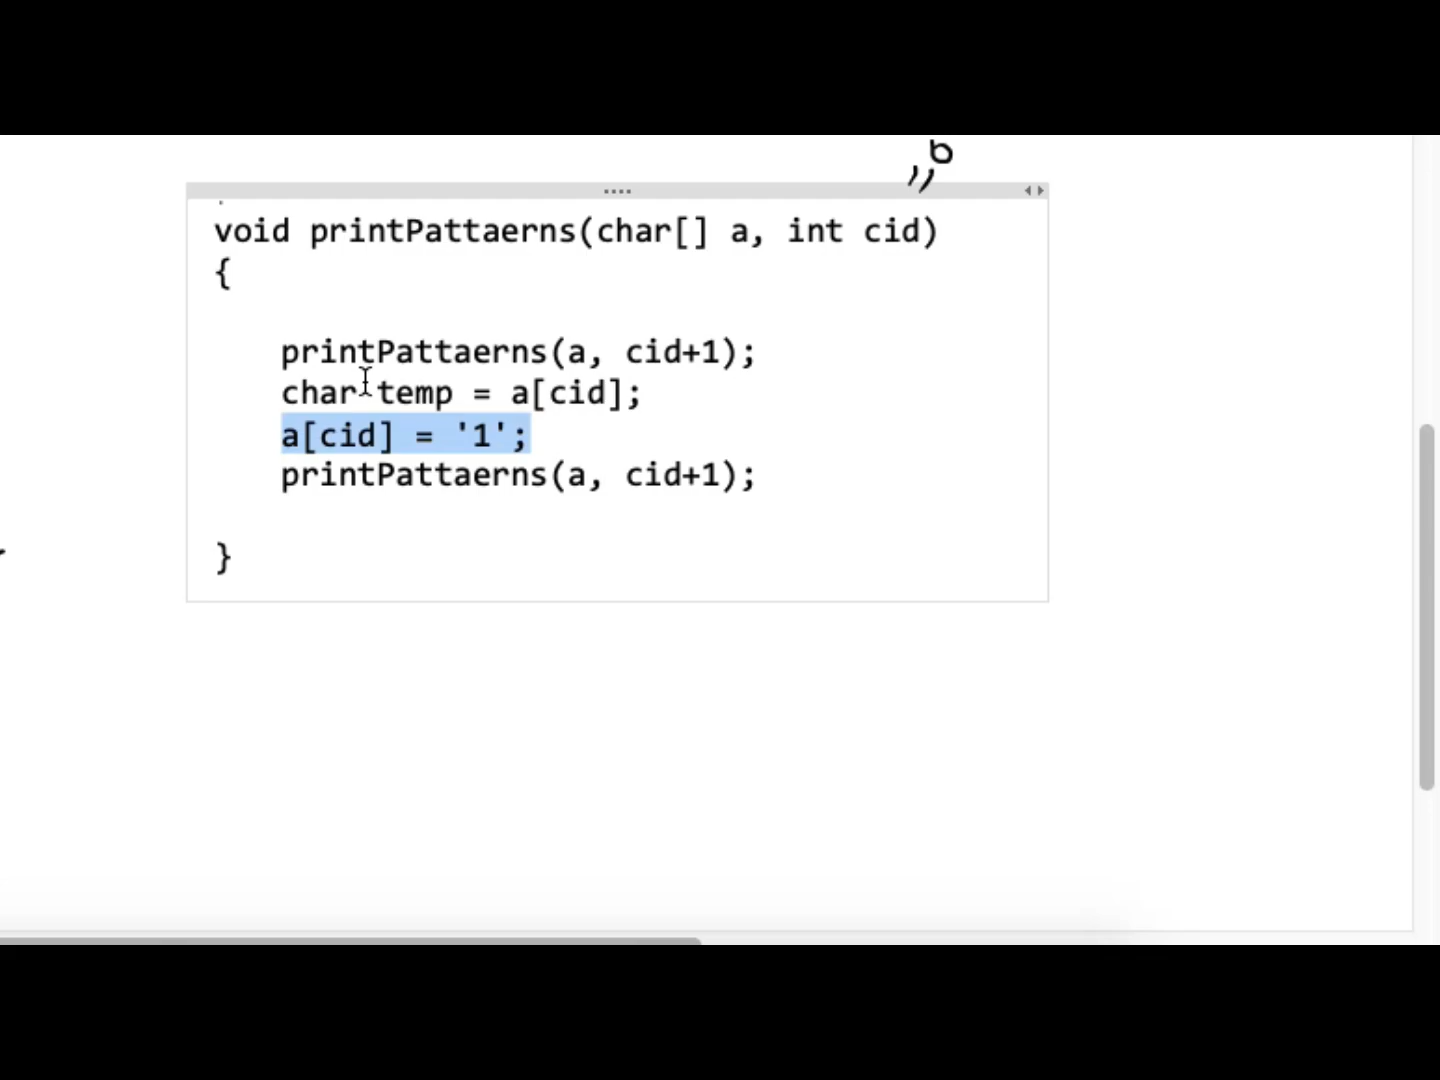 b
void printPattaerns(char[] a, int cid)
{
printPattaerns(a, cid+1);
char temp = a[cid];
a[cid] = '1';
printPattaerns(a, cid+1);
}